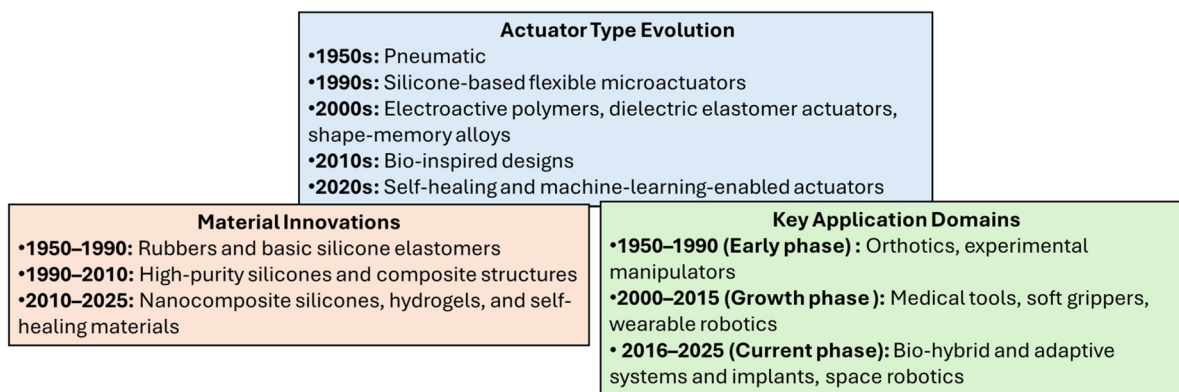 Actuator Type Evolution
•1950s: Pneumatic
•1990s: Silicone-based flexible microactuators
•2000s: Electroactive polymers, dielectric elastomer actuators,
shape-memory alloys
•2010s: Bio-inspired designs
•2020s: Self-healing and machine-learning-enabled actuators
Material Innovations
•1950–1990: Rubbers and basic silicone elastomers
•1990–2010: High-purity silicones and composite structures
•2010–2025: Nanocomposite silicones, hydrogels, and self-
healing materials
Key Application Domains
•1950–1990 (Early phase) : Orthotics, experimental
manipulators
•2000–2015 (Growth phase ): Medical tools, soft grippers,
wearable robotics
• 2016–2025 (Current phase): Bio-hybrid and adaptive
systems and implants, space robotics